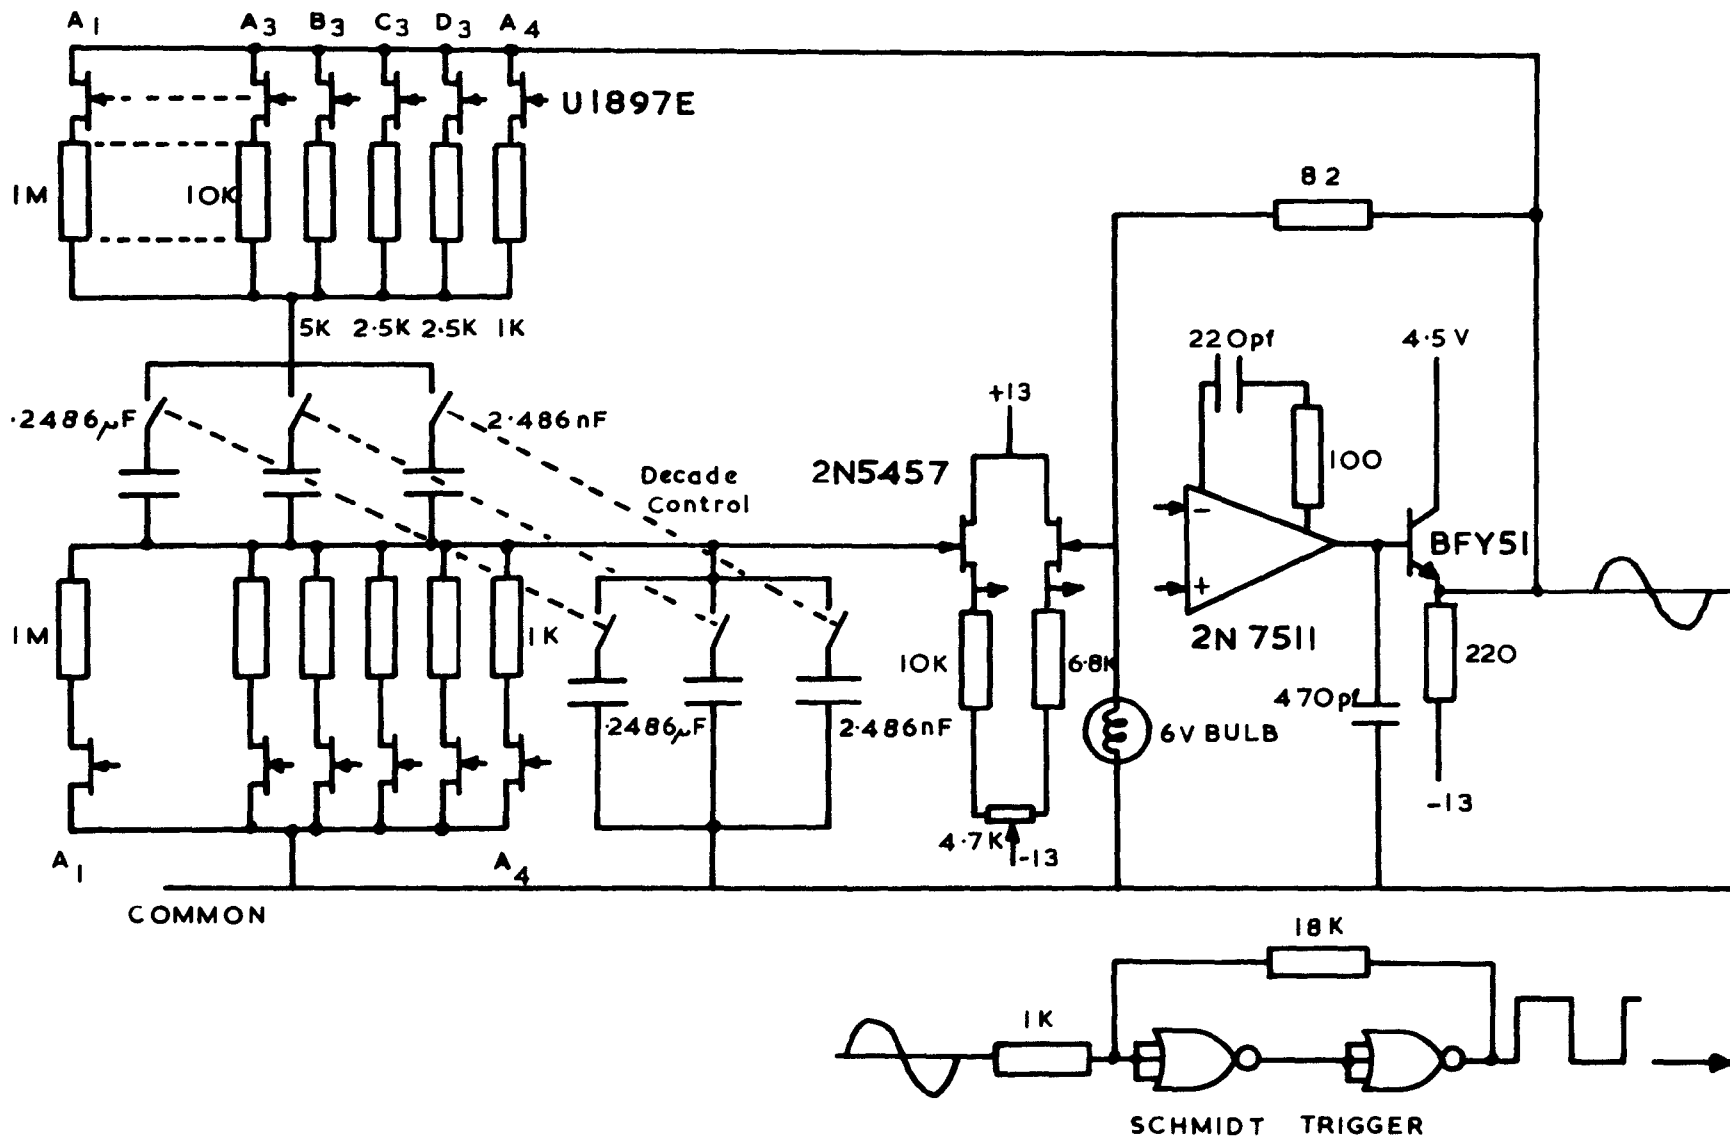 A1 A3 B3 C3 D3 A4
U1897E
1M 10K
82
5K 2.5K 2.5K 1K
220pf
4.5V
.2486μF
2.486nF
+13
Decade
Control
2N5457
100
BFY51
-
+
1M
1K
10K
6.8K
2N 7511
220
.2486μF
2.486nF
6V BULB
470pf
4.7K
-13
-13
A1
A4
COMMON
18K
1K
SCHMIDT TRIGGER